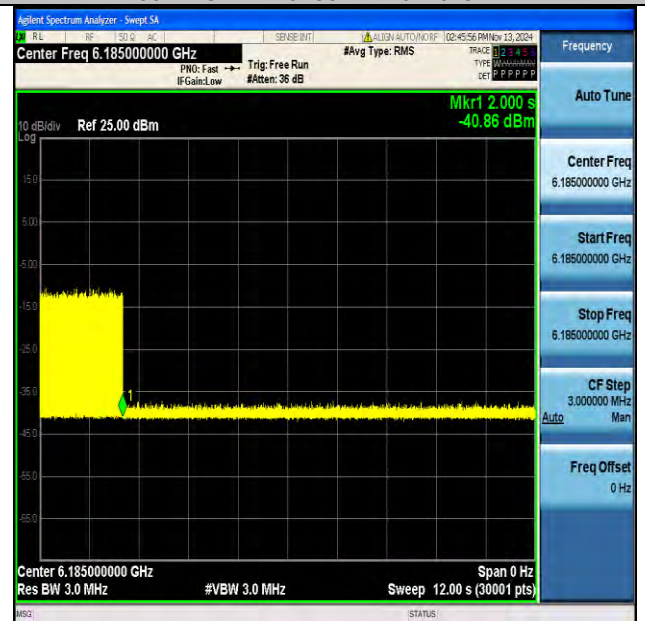 Agilent Spectrum Analyzer - Swept SA
RL RF 50 Ω AC SENSE:INT ALIGN AUTO/NO RF 02:45:56 PM Nov 13, 2024
Center Freq 6.185000000 GHz #Avg Type: RMS TRACE 1 2 3 4 5 6
PNO: Fast Trig: Free Run TYPE
IFGain:Low #Atten: 36 dB DET P P P P P P
Frequency
Mkr1 2.000 s
10 dB/div Ref 25.00 dBm -40.86 dBm
Log
15.0
5.00
-5.00
-15.0
-25.0
-35.0
1
-45.0
-55.0
-65.0
Center 6.185000000 GHz Span 0 Hz
Res BW 3.0 MHz #VBW 3.0 MHz Sweep 12.00 s (30001 pts)
Auto Tune
Center Freq
6.185000000 GHz
Start Freq
6.185000000 GHz
Stop Freq
6.185000000 GHz
CF Step
3.000000 MHz
Auto Man
Freq Offset
0 Hz
MSG STATUS